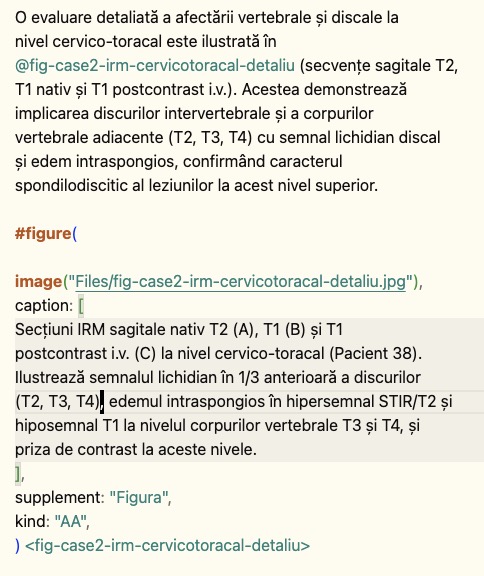 O evaluare detaliată a afectării vertebrale și discale la
nivel cervico-toracal este ilustrată în
@fig-case2-irm-cervicotoracal-detaliu (secvențe sagitale T2,
T1 nativ și T1 postcontrast i.v.). Acestea demonstrează
implicarea discurilor intervertebrale și a corpurilor
vertebrale adiacente (T2, T3, T4) cu semnal lichidian discal
și edem intraspongios, confirmând caracterul
spondilodiscitic al leziunilor la acest nivel superior.
#figure(
image("Files/fig-case2-irm-cervicotoracal-detaliu.jpg"),
caption: [
Secțiuni IRM sagitale nativ T2 (A), T1 (B) și T1
postcontrast i.v. (C) la nivel cervico-toracal (Pacient 38).
Ilustrează semnalul lichidian în 1/3 anterioară a discurilor
(T2, T3, T4), edemul intraspongios în hipersemnal STIR/T2 și
hiposemnal T1 la nivelul corpurilor vertebrale T3 și T4, și
priza de contrast la aceste nivele.
],
supplement: "Figura",
kind: "AA",
) <fig-case2-irm-cervicotoracal-detaliu>